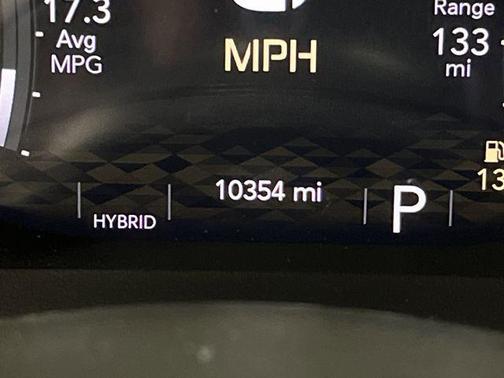 17.3
Avg
MPG
MPH
Range
133
mi
HYBRID
10354 mi
P